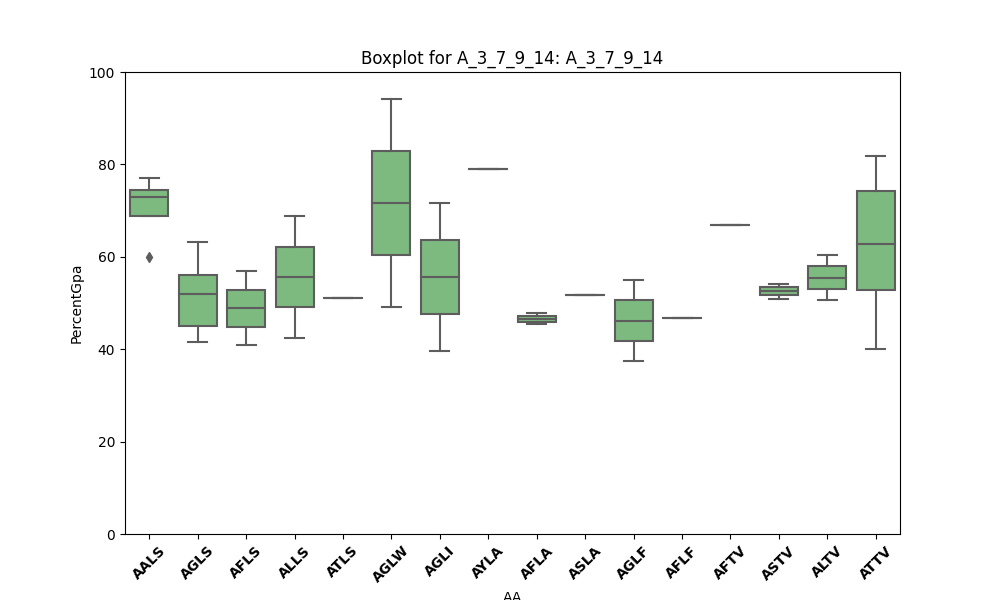 Boxplot for A_3_7_9_14: A_3_7_9_14
100
80
60
40
20
0
PercentGpa
AALS AGLS AFLS ALLS ATLS AGLW AGLI AYLA AFLA ASLA AGLF AFLF AFTV ASTV ALTV ATTV
AA